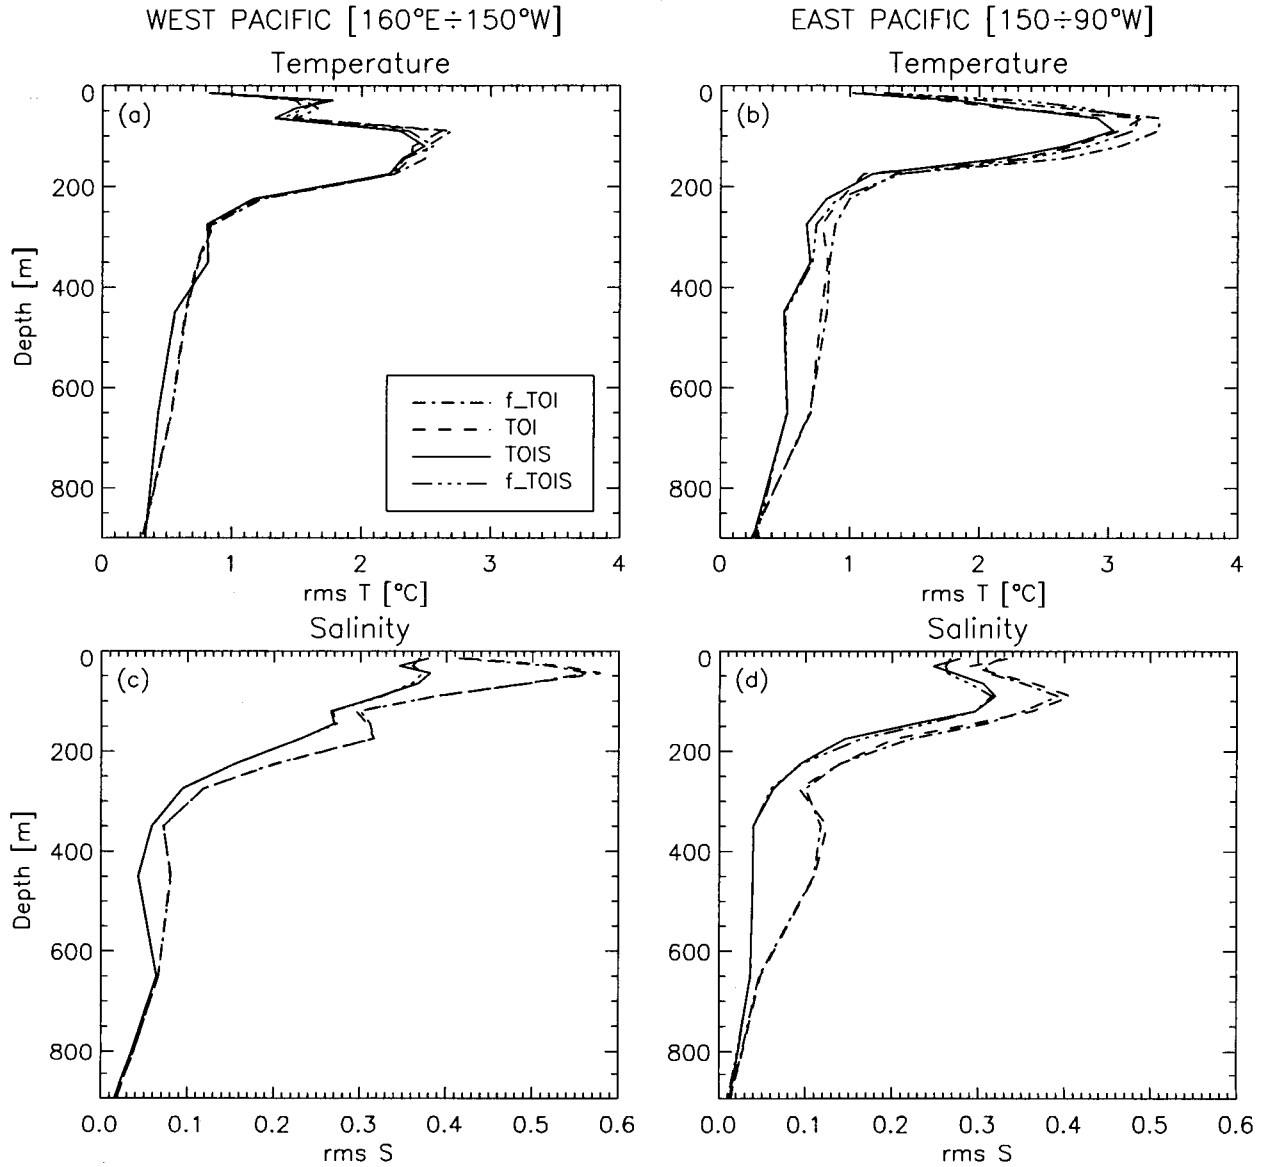 WEST PACIFIC [160°E÷150°W]
EAST PACIFIC [150÷90°W]
Temperature
Temperature
(a)
(b)
0
200
400
600
800
Depth [m]
0
200
400
600
800
Depth [m]
f_TOI
TOI
TOIS
f_TOIS
0 1 2 3 4
rms T [°C]
0 1 2 3 4
rms T [°C]
Salinity
Salinity
(c)
(d)
0
200
400
600
800
Depth [m]
0
200
400
600
800
Depth [m]
0.0 0.1 0.2 0.3 0.4 0.5 0.6
rms S
0.0 0.1 0.2 0.3 0.4 0.5 0.6
rms S